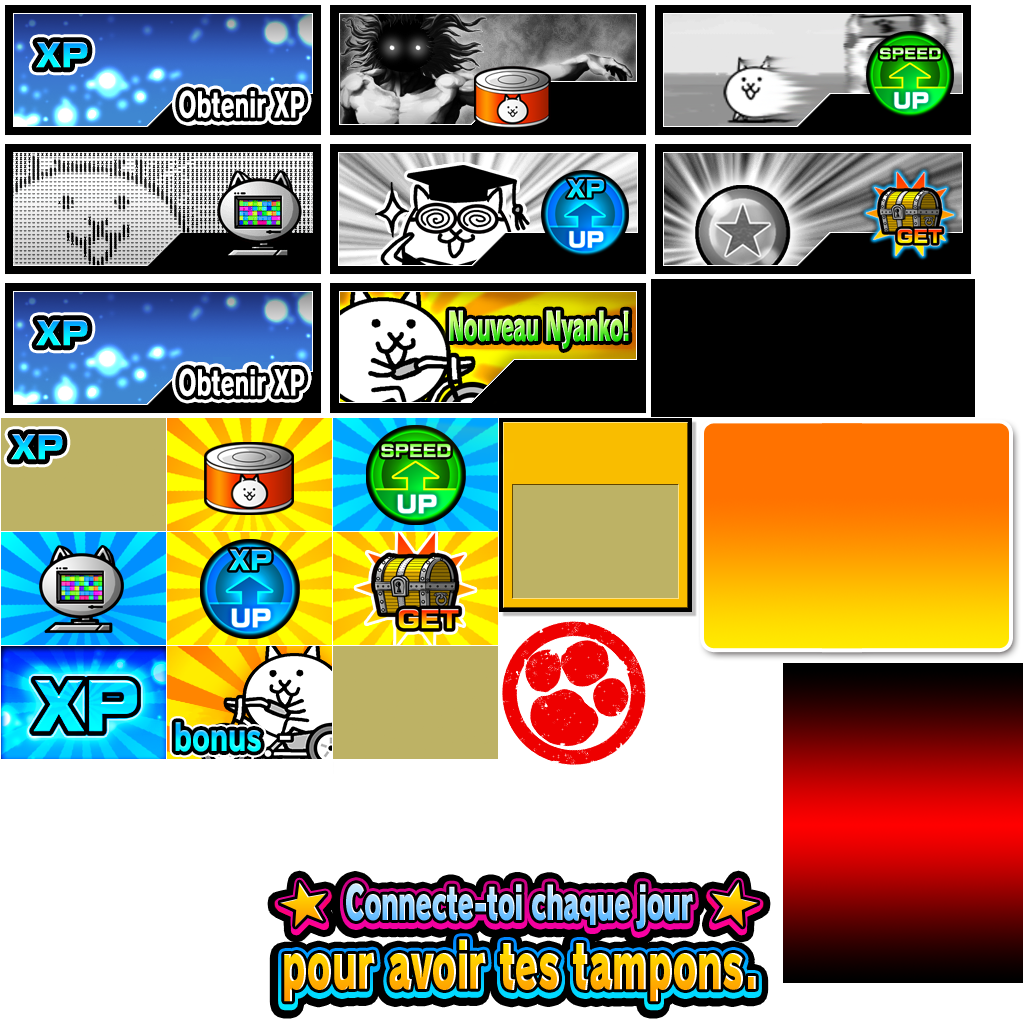 XP
Obtenir XP
SPEED
UP
XP
UP
GET
XP
Obtenir XP
Nouveau Nyanko!
XP
SPEED
UP
XP
UP
GET
XP
bonus
Connecte-toi chaque jour
pour avoir tes tampons.